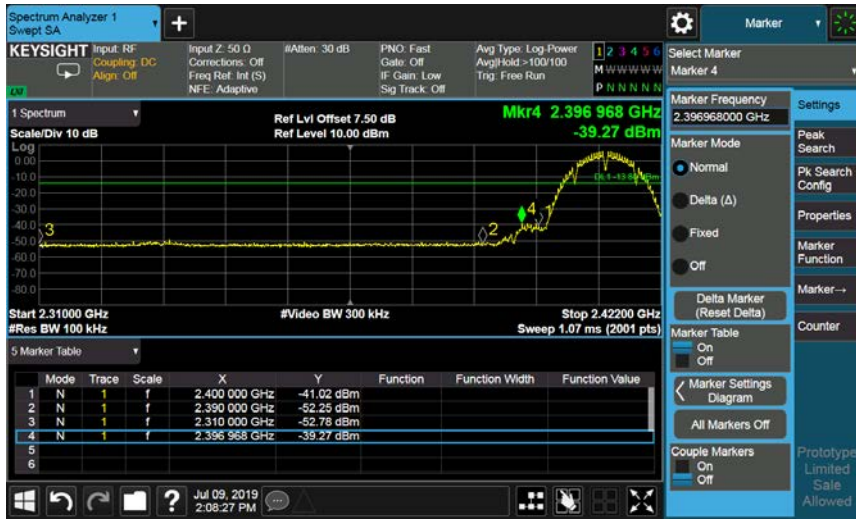 Spectrum Analyzer 1
Swept SA
+
Marker
KEYSIGHT
Input: RF
Coupling: DC
Align: Off
Input Z: 50 Ω
Corrections: Off
Freq Ref: Int (S)
NFE: Adaptive
#Atten: 30 dB
PNO: Fast
Gate: Off
IF Gain: Low
Sig Track: Off
Avg Type: Log-Power
Avg|Hold:>100/100
Trig: Free Run
1 2 3 4 5 6
M W W W W W
P N N N N N
LXI
Select Marker
Marker 4
1 Spectrum
Scale/Div 10 dB
Ref Lvl Offset 7.50 dB
Ref Level 10.00 dBm
Mkr4 2.396 968 GHz
-39.27 dBm
Log
0.00
-10.0
-20.0
-30.0
-40.0
-50.0
-60.0
-70.0
-80.0
3
2
4
1
Start 2.31000 GHz
#Res BW 100 kHz
#Video BW 300 kHz
Stop 2.42200 GHz
Sweep 1.07 ms (2001 pts)
5 Marker Table
Mode Trace Scale X Y Function Function Width Function Value
1 N 1 f 2.400 000 GHz -41.02 dBm
2 N 1 f 2.390 000 GHz -52.25 dBm
3 N 1 f 2.310 000 GHz -52.78 dBm
4 N 1 f 2.396 968 GHz -39.27 dBm
5
6
Marker Frequency
2.396968000 GHz
Marker Mode
Normal
Delta (Δ)
Fixed
Off
Delta Marker
(Reset Delta)
Marker Table
On
Off
Marker Settings
Diagram
All Markers Off
Couple Markers
On
Off
Settings
Peak
Search
Pk Search
Config
Properties
Marker
Function
Marker→
Counter
Prototype
Limited
Sale
Allowed
?
Jul 09, 2019
2:08:27 PM